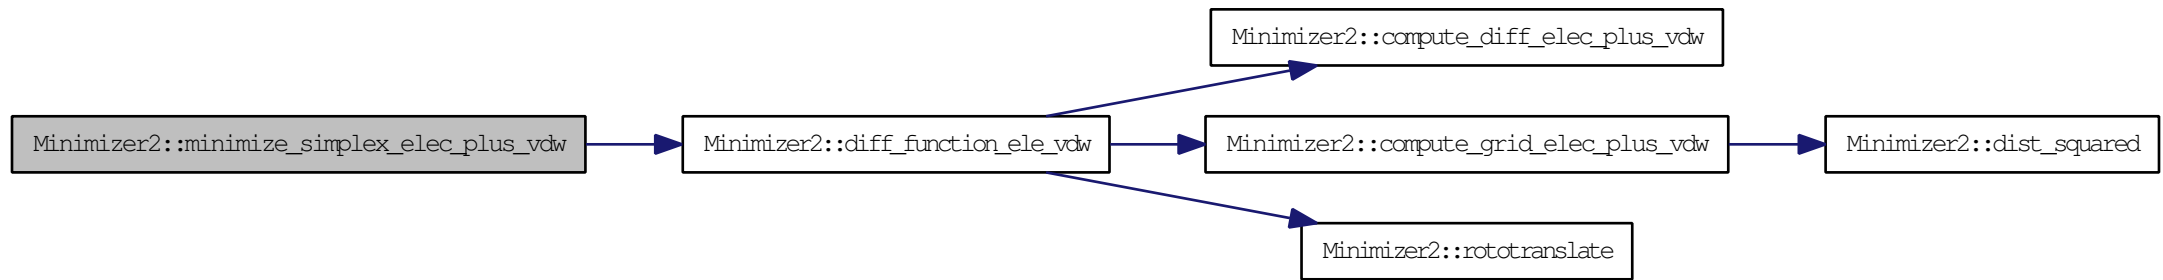 Minimizer2::compute_diff_elec_plus_vdw
Minimizer2::minimize_simplex_elec_plus_vdw
Minimizer2::diff_function_ele_vdw
Minimizer2::compute_grid_elec_plus_vdw
Minimizer2::dist_squared
Minimizer2::rototranslate